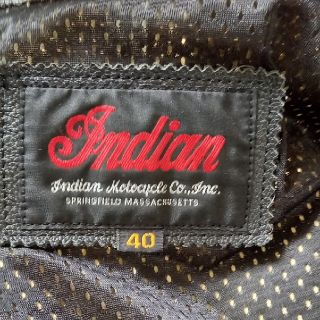 Indian
Indian Motocycle Co., Inc.
SPRINGFIELD MASSACHUSETTS
40